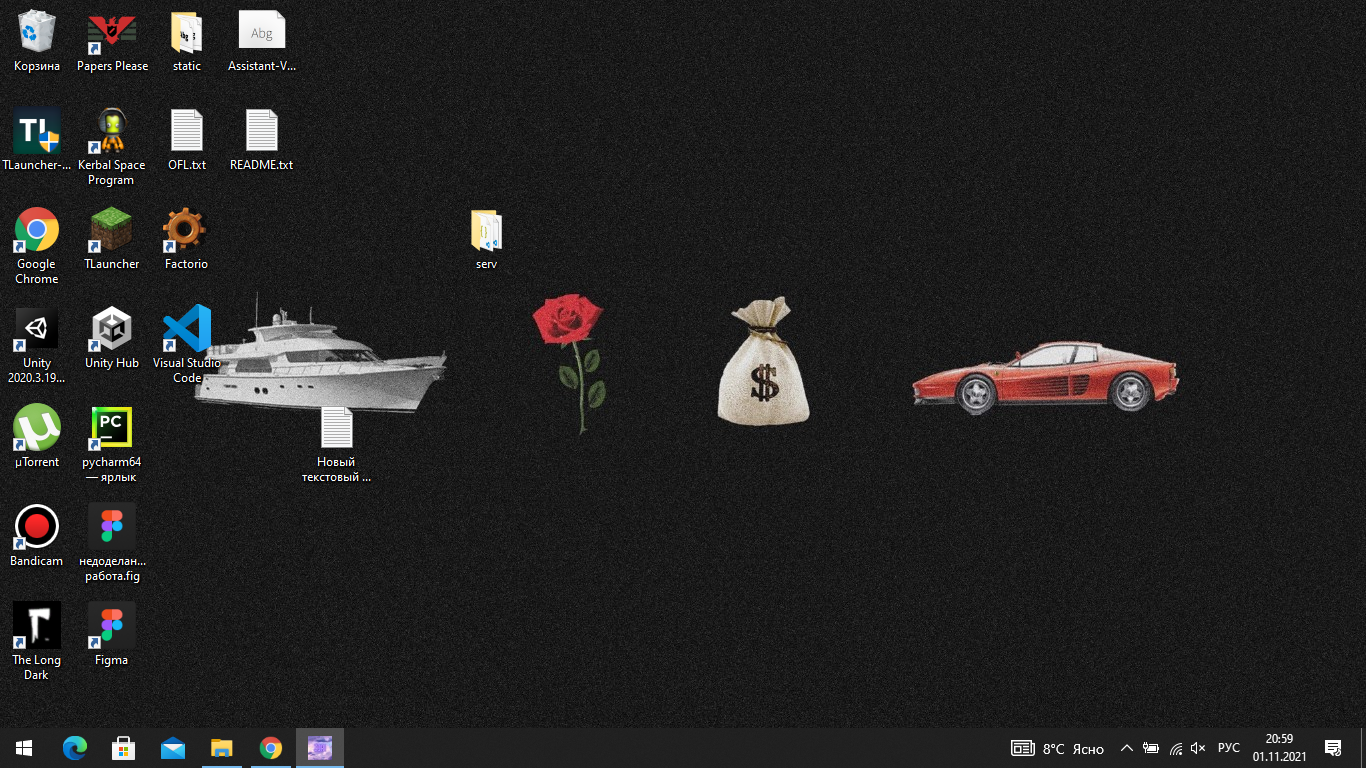 Корзина
Papers Please
static
Abg
Assistant-V...
TLauncher-...
Kerbal Space
Program
OFL.txt
README.txt
Google
Chrome
TLauncher
Factorio
serv
Unity
2020.3.19...
Unity Hub
Visual Studio
Code
$
µTorrent
PC
pycharm64
— ярлык
Новый
текстовый ...
Bandicam
недоделан...
работа.fig
The Long
Dark
Figma
8°C Ясно
РУС
20:59
01.11.2021